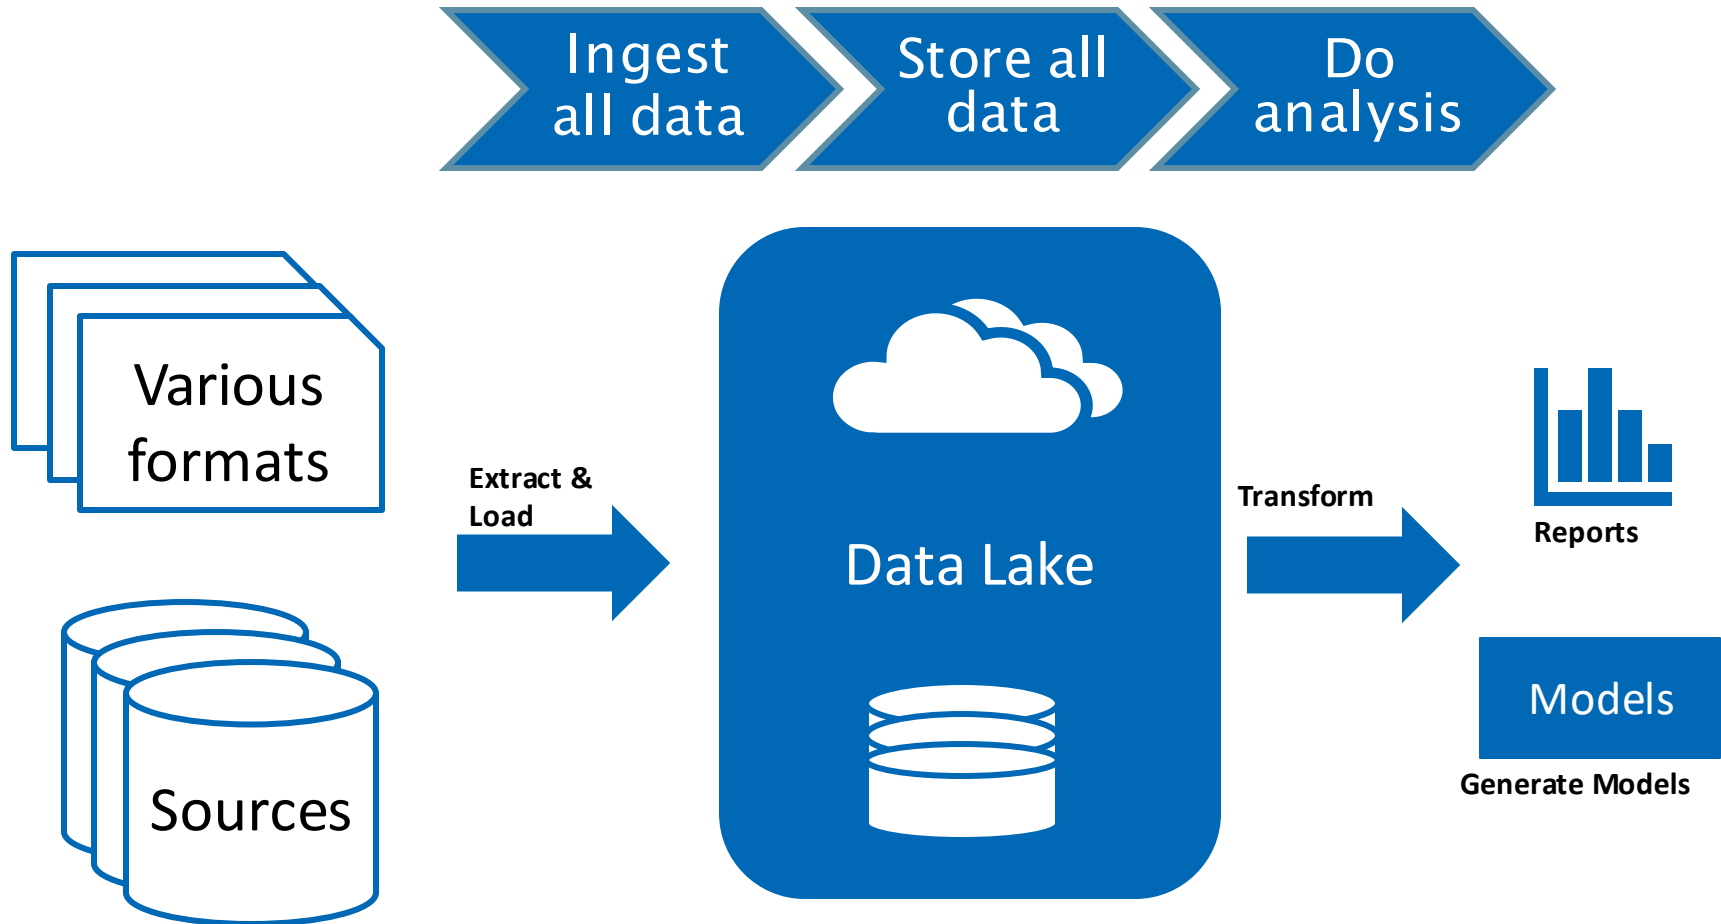 Ingest
all data
Store all
data
Do
analysis
Various
formats
Sources
Extract &
Load
Data Lake
Transform
Reports
Models
Generate Models